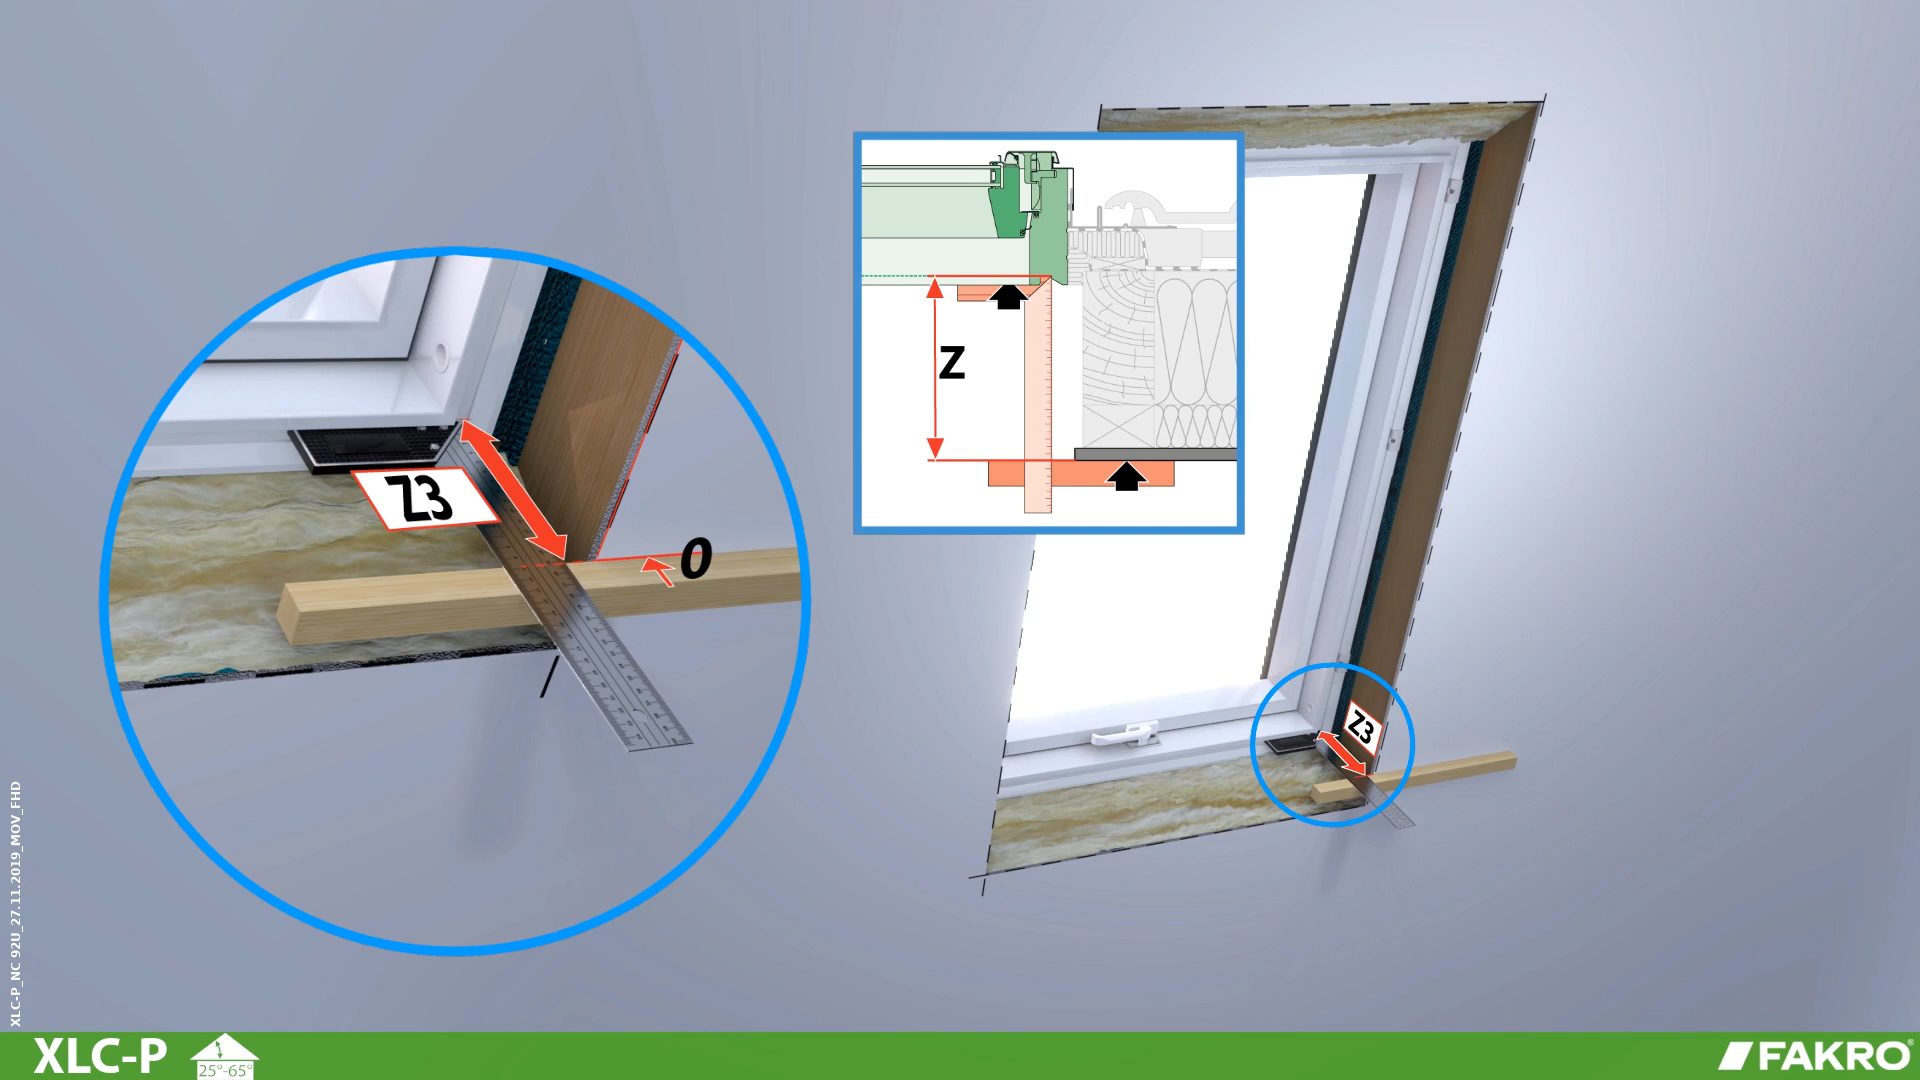 Z
Z3
0
Z3
XLC-P_NC 92U_27.11.2019_MOV_FHD
XLC-P
25°-65°
FAKRO®